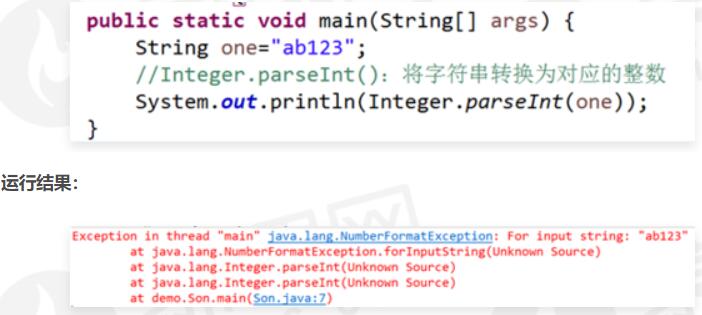 public static void main(String[] args) {
String one="ab123";
//Integer.parseInt()：将字符串转换为对应的整数
System.out.println(Integer.parseInt(one));
}
运行结果：
Exception in thread "main" java.lang.NumberFormatException: For input string: "ab123"
at java.lang.NumberFormatException.forInputString(Unknown Source)
at java.lang.Integer.parseInt(Unknown Source)
at java.lang.Integer.parseInt(Unknown Source)
at demo.Son.main(Son.java:7)